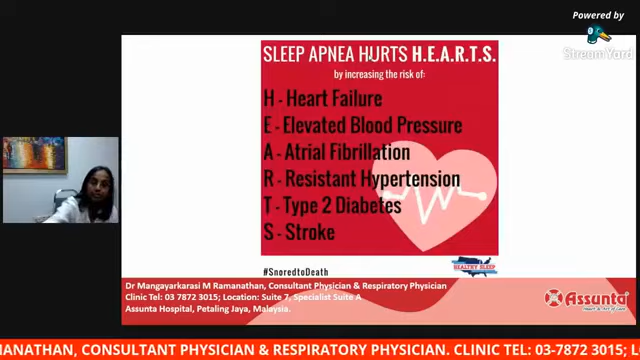 Powered by
StreamYard
SLEEP APNEA HURTS H.E.A.R.T.S.
by increasing the risk of:
H - Heart Failure
E - Elevated Blood Pressure
A - Atrial Fibrillation
R - Resistant Hypertension
T - Type 2 Diabetes
S - Stroke
#SnoredtoDeath
HEALTHY SLEEP
Dr Mangayarkarasi M Ramanathan, Consultant Physician & Respiratory Physician
Clinic Tel: 03 7872 3015; Location: Suite 7, Specialist Suite A
Assunta Hospital, Petaling Jaya, Malaysia.
Assunta
MANATHAN, CONSULTANT PHYSICIAN & RESPIRATORY PHYSICIAN. CLINIC TEL: 03-7872 3015; L